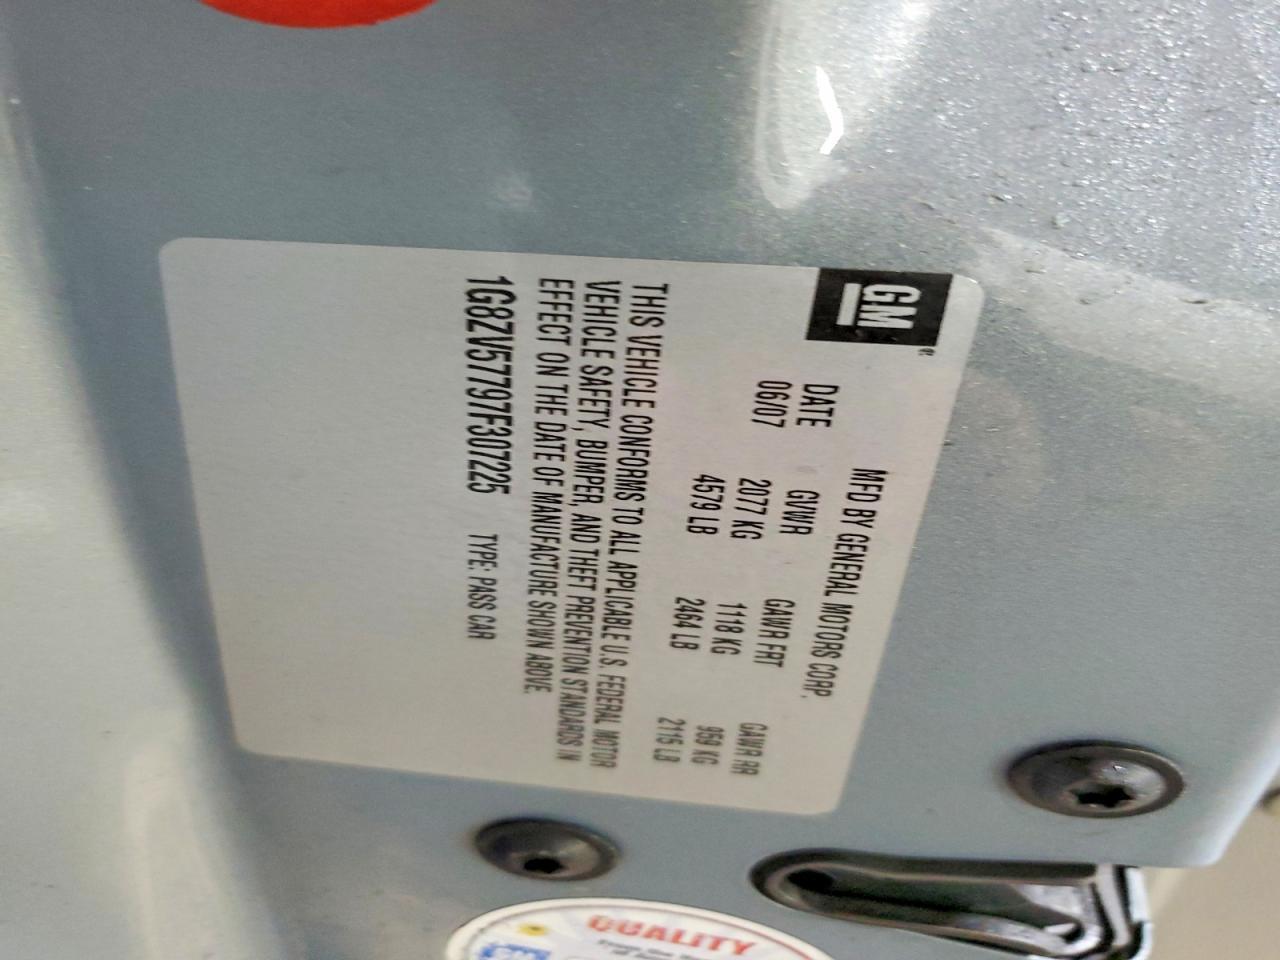 GM
MFD BY GENERAL MOTORS CORP.
DATE GVWR GAWR FRT GAWR RR
06/07 2077 KG 1118 KG 959 KG
4579 LB 2464 LB 2115 LB
THIS VEHICLE CONFORMS TO ALL APPLICABLE U.S. FEDERAL MOTOR
VEHICLE SAFETY, BUMPER, AND THEFT PREVENTION STANDARDS IN
EFFECT ON THE DATE OF MANUFACTURE SHOWN ABOVE.
1G8ZV57797F307225 TYPE: PASS CAR
QUALITY